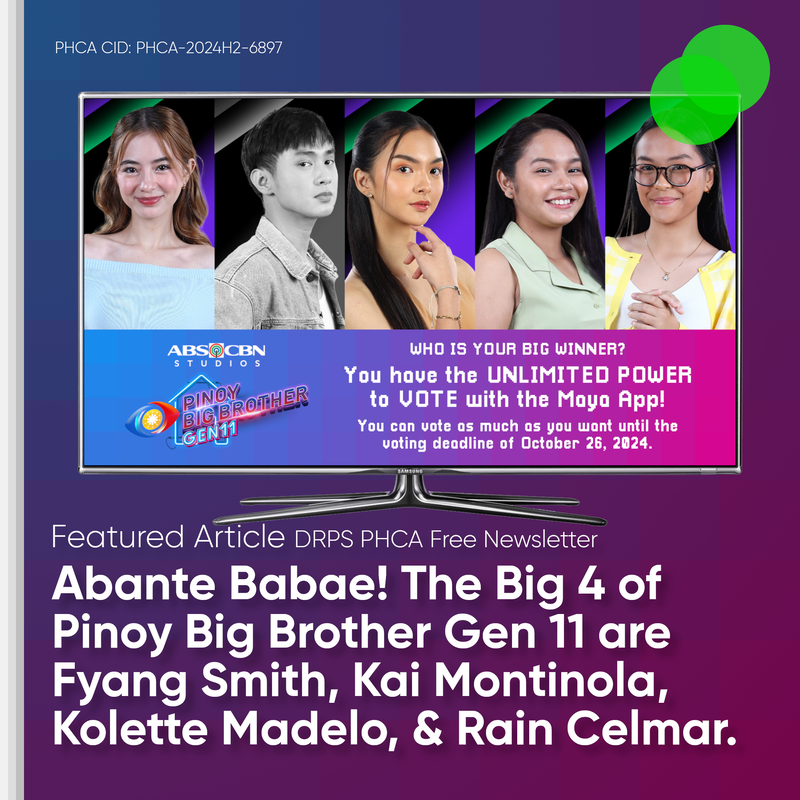 PHCA CID: PHCA-2024H2-6897
ABS CBN
STUDIOS
PINOY
BIG BROTHER
GEN11
WHO IS YOUR BIG WINNER?
You have the UNLIMITED POWER
to VOTE with the Maya App!
You can vote as much as you want until the
voting deadline of October 26, 2024.
SAMSUNG
Featured Article DRPS PHCA Free Newsletter
Abante Babae! The Big 4 of
Pinoy Big Brother Gen 11 are
Fyang Smith, Kai Montinola,
Kolette Madelo, & Rain Celmar.